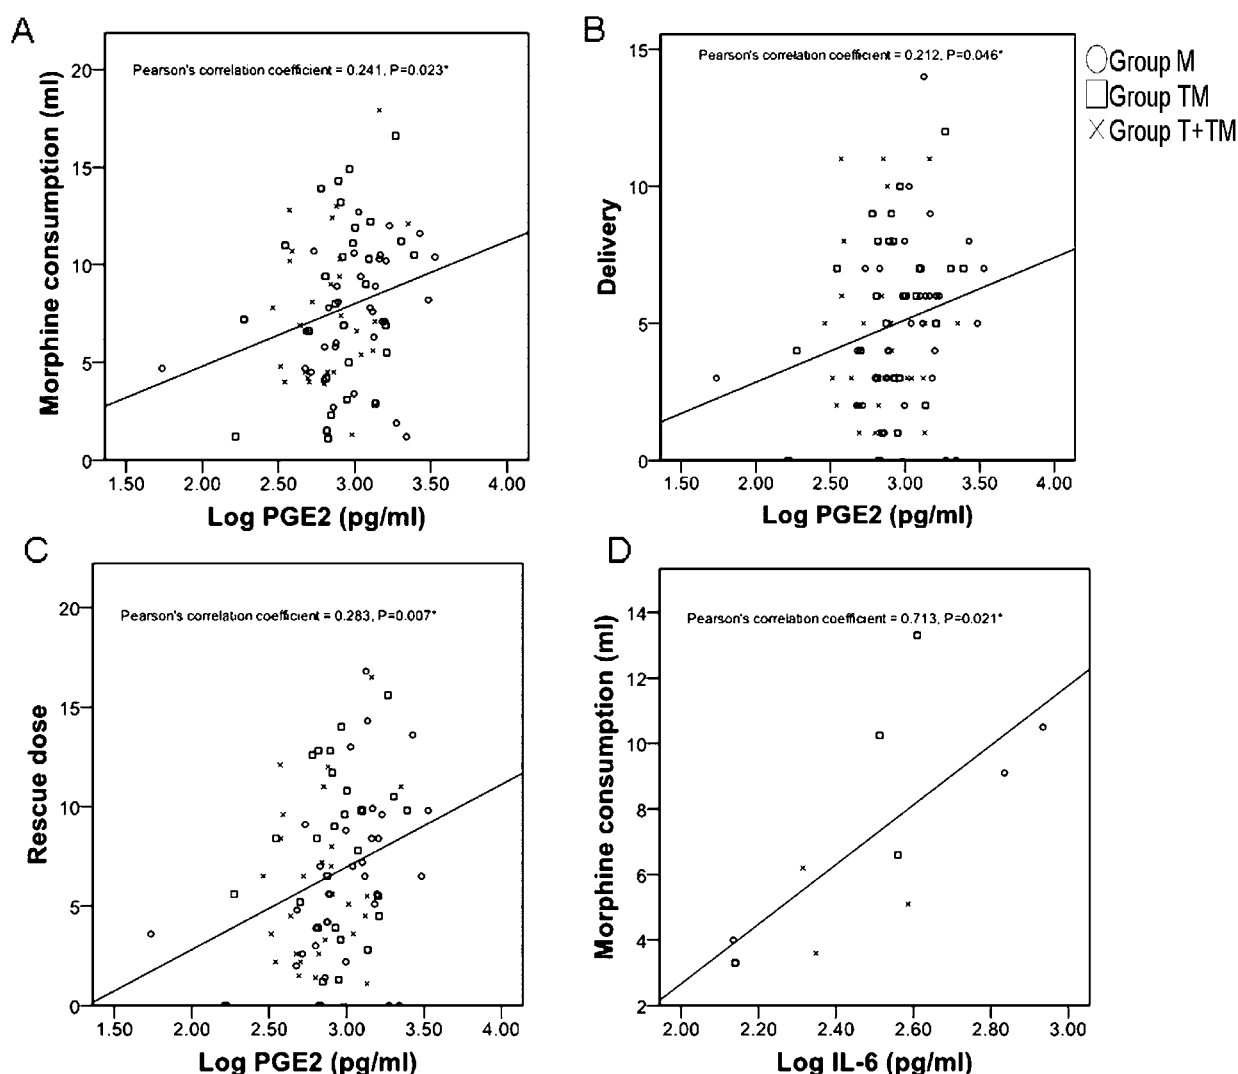 A
Pearson's correlation coefficient = 0.241, P=0.023*
Morphine consumption (ml)
20
15
10
5
0
1.50 2.00 2.50 3.00 3.50 4.00
Log PGE2 (pg/ml)
B
Pearson's correlation coefficient = 0.212, P=0.046*
Delivery
15
10
5
0
1.50 2.00 2.50 3.00 3.50 4.00
Log PGE2 (pg/ml)
Group M
Group TM
Group T+TM
C
Pearson's correlation coefficient = 0.283, P=0.007*
Rescue dose
20
15
10
5
0
1.50 2.00 2.50 3.00 3.50 4.00
Log PGE2 (pg/ml)
D
Pearson's correlation coefficient = 0.713, P=0.021*
Morphine consumption (ml)
14
12
10
8
6
4
2
2.00 2.20 2.40 2.60 2.80 3.00
Log IL-6 (pg/ml)